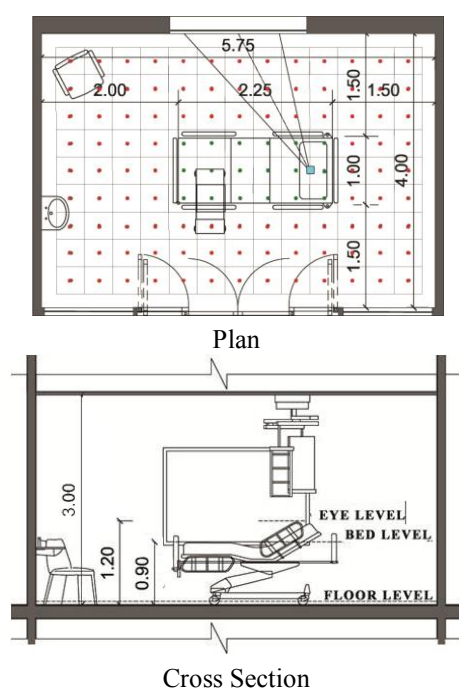 5.75
2.00
2.25
1.50
1.50
1.00
4.00
1.50
Plan
3.00
1.20
0.90
EYE LEVEL
BED LEVEL
FLOOR LEVEL
Cross Section